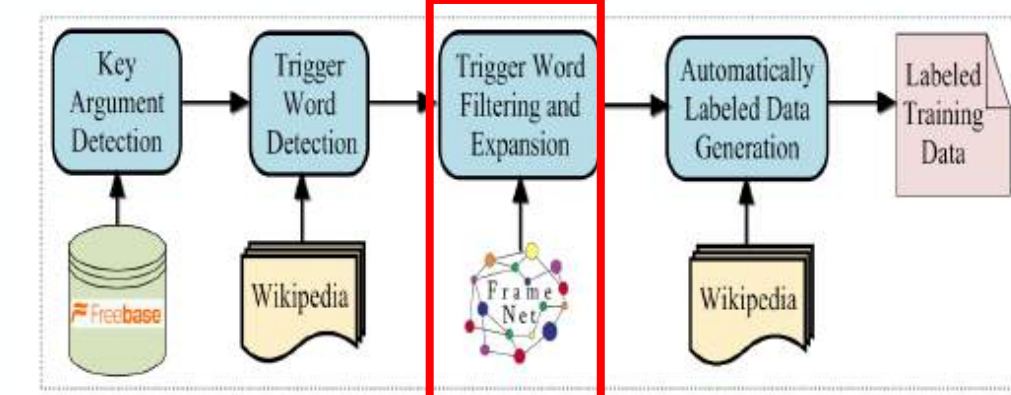 Key
Argument
Detection
Trigger
Word
Detection
Trigger Word
Filtering and
Expansion
Automatically
Labeled Data
Generation
Labeled
Training
Data
Freebase
Wikipedia
Frame
Net
Wikipedia